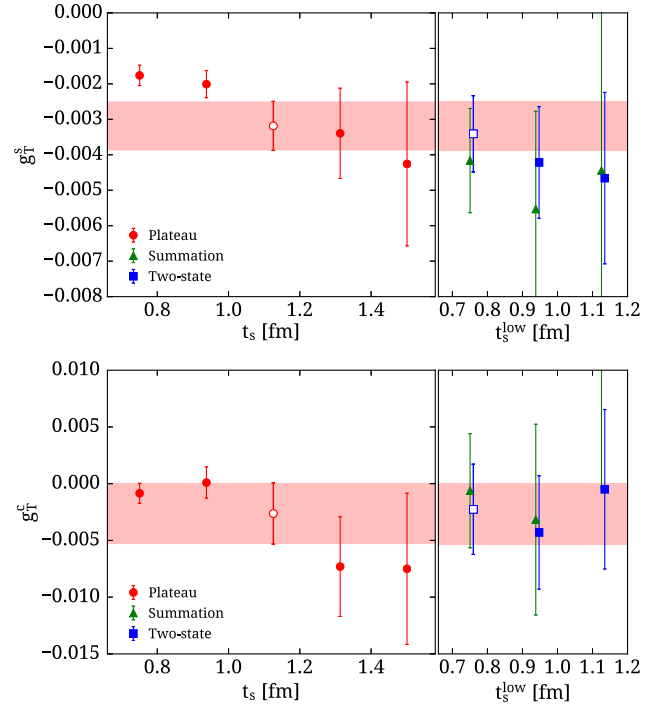 0.000
−0.001
−0.002
−0.003
−0.004
−0.005
−0.006
−0.007
−0.008
g_T^s
Plateau
Summation
Two-state
0.8 1.0 1.2 1.4
t_s [fm]
0.7 0.8 0.9 1.0 1.1 1.2
t_s^low [fm]
0.010
0.005
0.000
−0.005
−0.010
−0.015
g_T^c
Plateau
Summation
Two-state
0.8 1.0 1.2 1.4
t_s [fm]
0.7 0.8 0.9 1.0 1.1 1.2
t_s^low [fm]